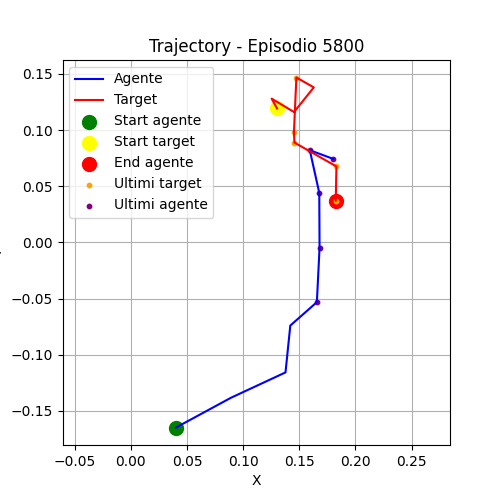 Trajectory - Episodio 5800
Agente
Target
Start agente
Start target
End agente
Ultimi target
Ultimi agente
0.15
0.10
0.05
0.00
−0.05
−0.10
−0.15
−0.05
0.00
0.05
0.10
0.15
0.20
0.25
X